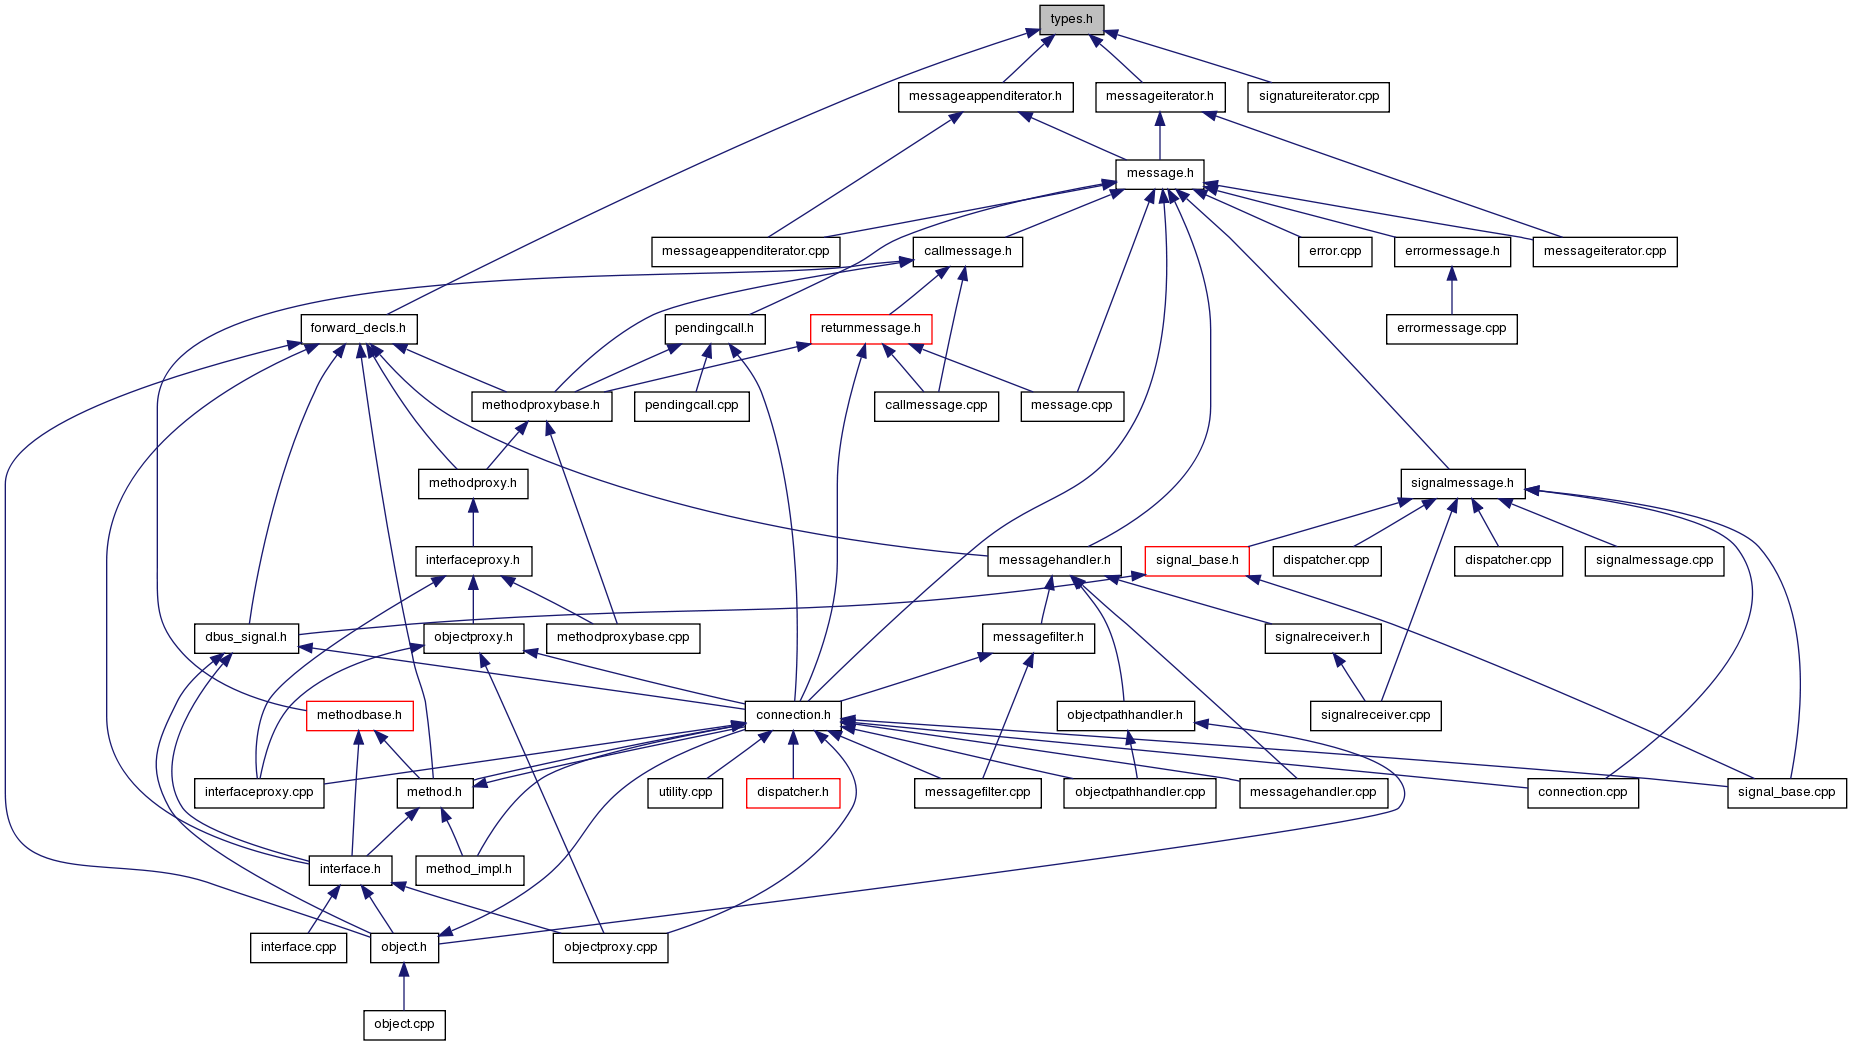 types.h
messageappenditerator.h
messageiterator.h
signatureiterator.cpp
message.h
messageappenditerator.cpp
callmessage.h
error.cpp
errormessage.h
messageiterator.cpp
forward_decls.h
pendingcall.h
returnmessage.h
errormessage.cpp
methodproxybase.h
pendingcall.cpp
callmessage.cpp
message.cpp
methodproxy.h
signalmessage.h
interfaceproxy.h
messagehandler.h
signal_base.h
dispatcher.cpp
dispatcher.cpp
signalmessage.cpp
dbus_signal.h
objectproxy.h
methodproxybase.cpp
messagefilter.h
signalreceiver.h
methodbase.h
connection.h
objectpathhandler.h
signalreceiver.cpp
interfaceproxy.cpp
method.h
utility.cpp
dispatcher.h
messagefilter.cpp
objectpathhandler.cpp
messagehandler.cpp
connection.cpp
signal_base.cpp
interface.h
method_impl.h
interface.cpp
object.h
objectproxy.cpp
object.cpp